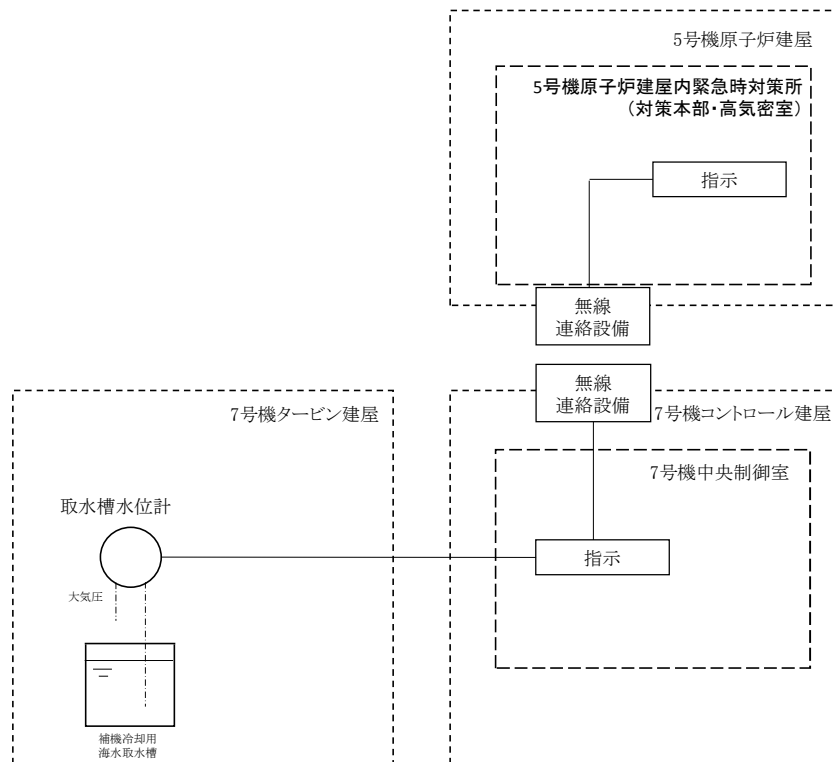 5号機原子炉建屋
5号機原子炉建屋内緊急時対策所
（対策本部・高気密室）
指示
無線
連絡設備
無線
連絡設備
7号機タービン建屋
7号機コントロール建屋
7号機中央制御室
取水槽水位計
指示
大気圧
補機冷却用
海水取水槽